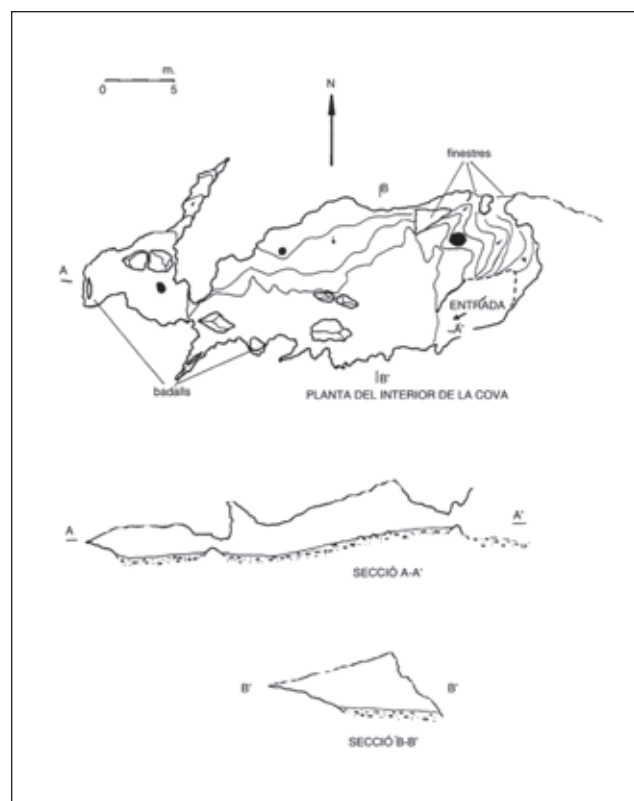 m.
0 5
N
finestres
B
A
ENTRADA
A'
badalls
B'
PLANTA DEL INTERIOR DE LA COVA
A
A'
SECCIÓ A-A'
B' B'
SECCIÓ B-B'